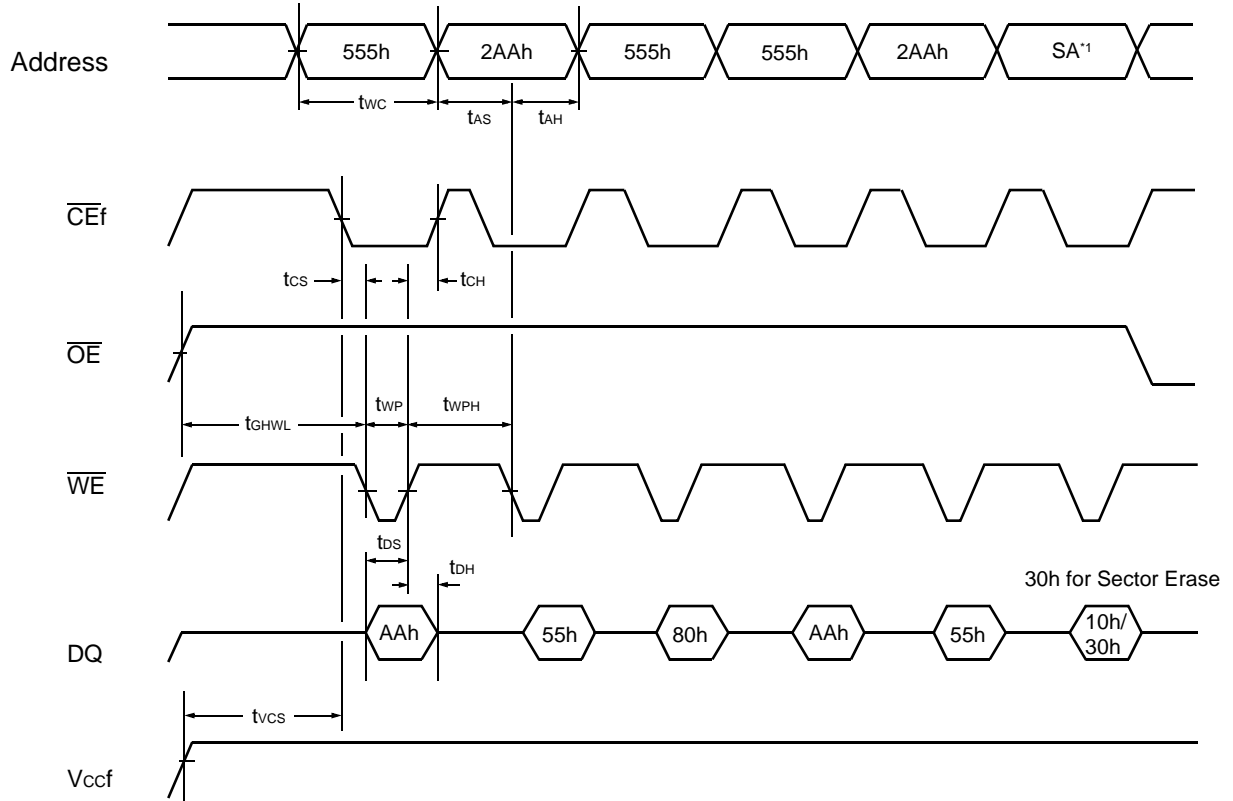 Address
555h 2AAh 555h 555h 2AAh SA*1
tWC tAS tAH
CEf
tCS tCH
OE
tGHWL tWP tWPH
WE
tDS tDH
30h for Sector Erase
DQ
AAh 55h 80h AAh 55h 10h/
30h
tVCS
VCCf